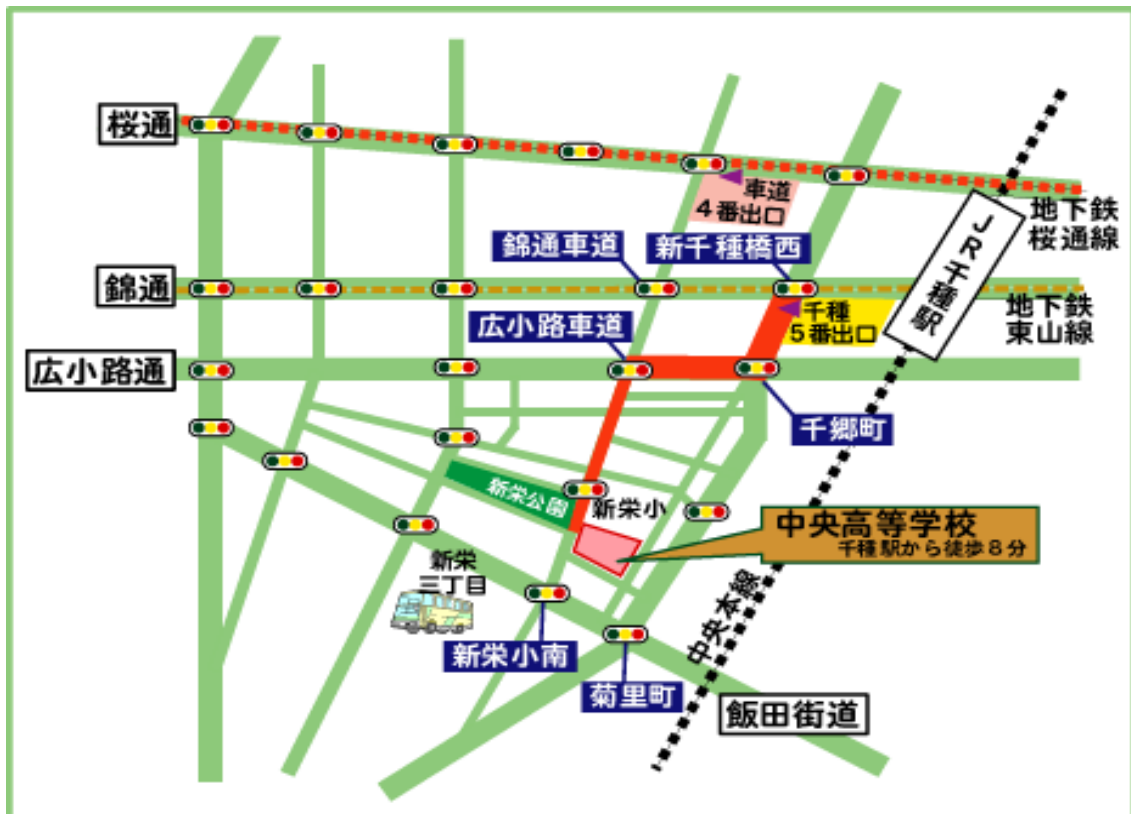 桜通
車道
4番出口
地下鉄
桜通線
JR千種駅
錦通車道
新千種橋西
錦通
千種
5番出口
地下鉄
東山線
広小路車道
広小路通
千郷町
新栄公園
新栄小
中央高等学校
千種駅から徒歩8分
新栄
三丁目
中央本線
新栄小南
菊里町
飯田街道